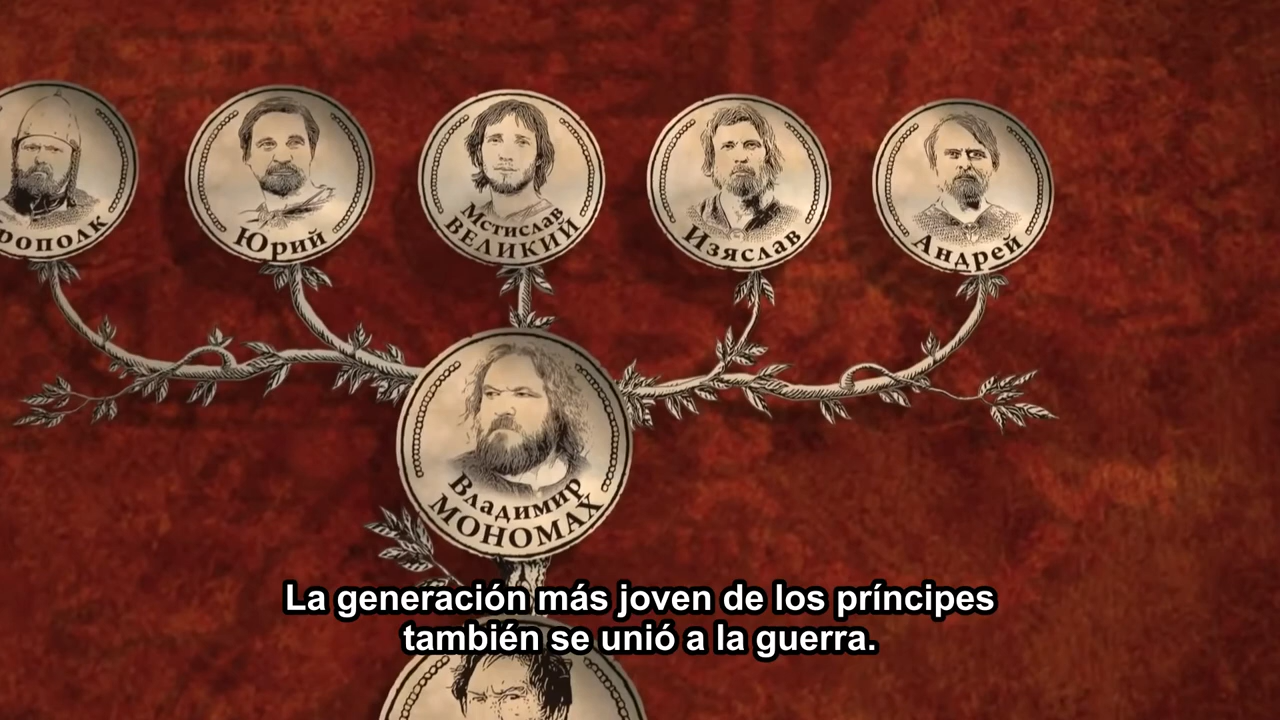 рополк
Юрий
Мстислав
ВЕЛИКИЙ
Изяслав
Андрей
Владимир
МОНОМАХ
La generación más joven de los príncipes
también se unió a la guerra.